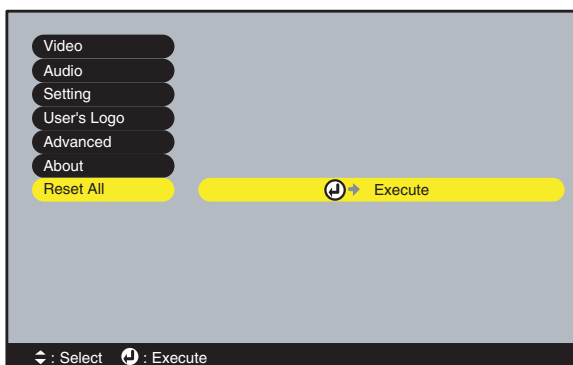 Video
Audio
Setting
User's Logo
Advanced
About
Reset All Execute
: Select : Execute